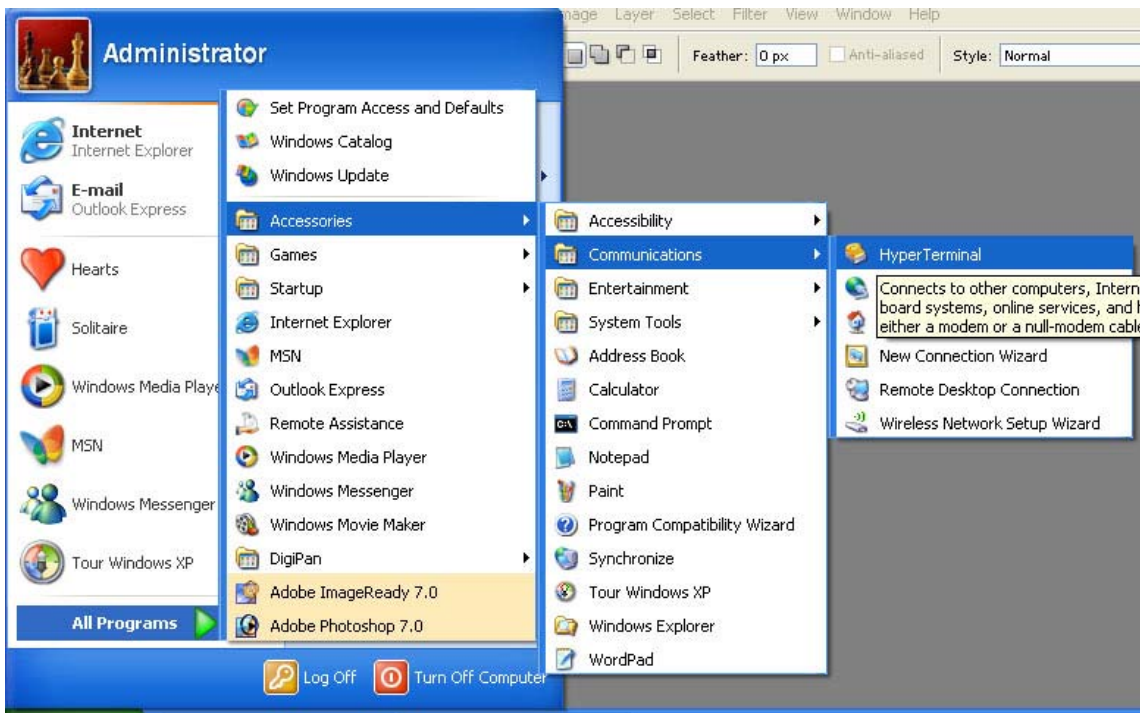 Layer Select Filter View Window Help
Feather: 0 px Anti-aliased Style: Normal
Administrator
Internet
Internet Explorer
E-mail
Outlook Express
Hearts
Solitaire
Windows Media Playe
MSN
Windows Messenger
Tour Windows XP
All Programs
Set Program Access and Defaults
Windows Catalog
Windows Update
Accessories
Games
Startup
Internet Explorer
MSN
Outlook Express
Remote Assistance
Windows Media Player
Windows Messenger
Windows Movie Maker
DigiPan
Adobe ImageReady 7.0
Adobe Photoshop 7.0
Accessibility
Communications
Entertainment
System Tools
Address Book
Calculator
Command Prompt
Notepad
Paint
Program Compatibility Wizard
Synchronize
Tour Windows XP
Windows Explorer
WordPad
HyperTerminal
Connects to other computers, Intern
board systems, online services, and h
either a modem or a null-modem cable
New Connection Wizard
Remote Desktop Connection
Wireless Network Setup Wizard
Log Off Turn Off Computer